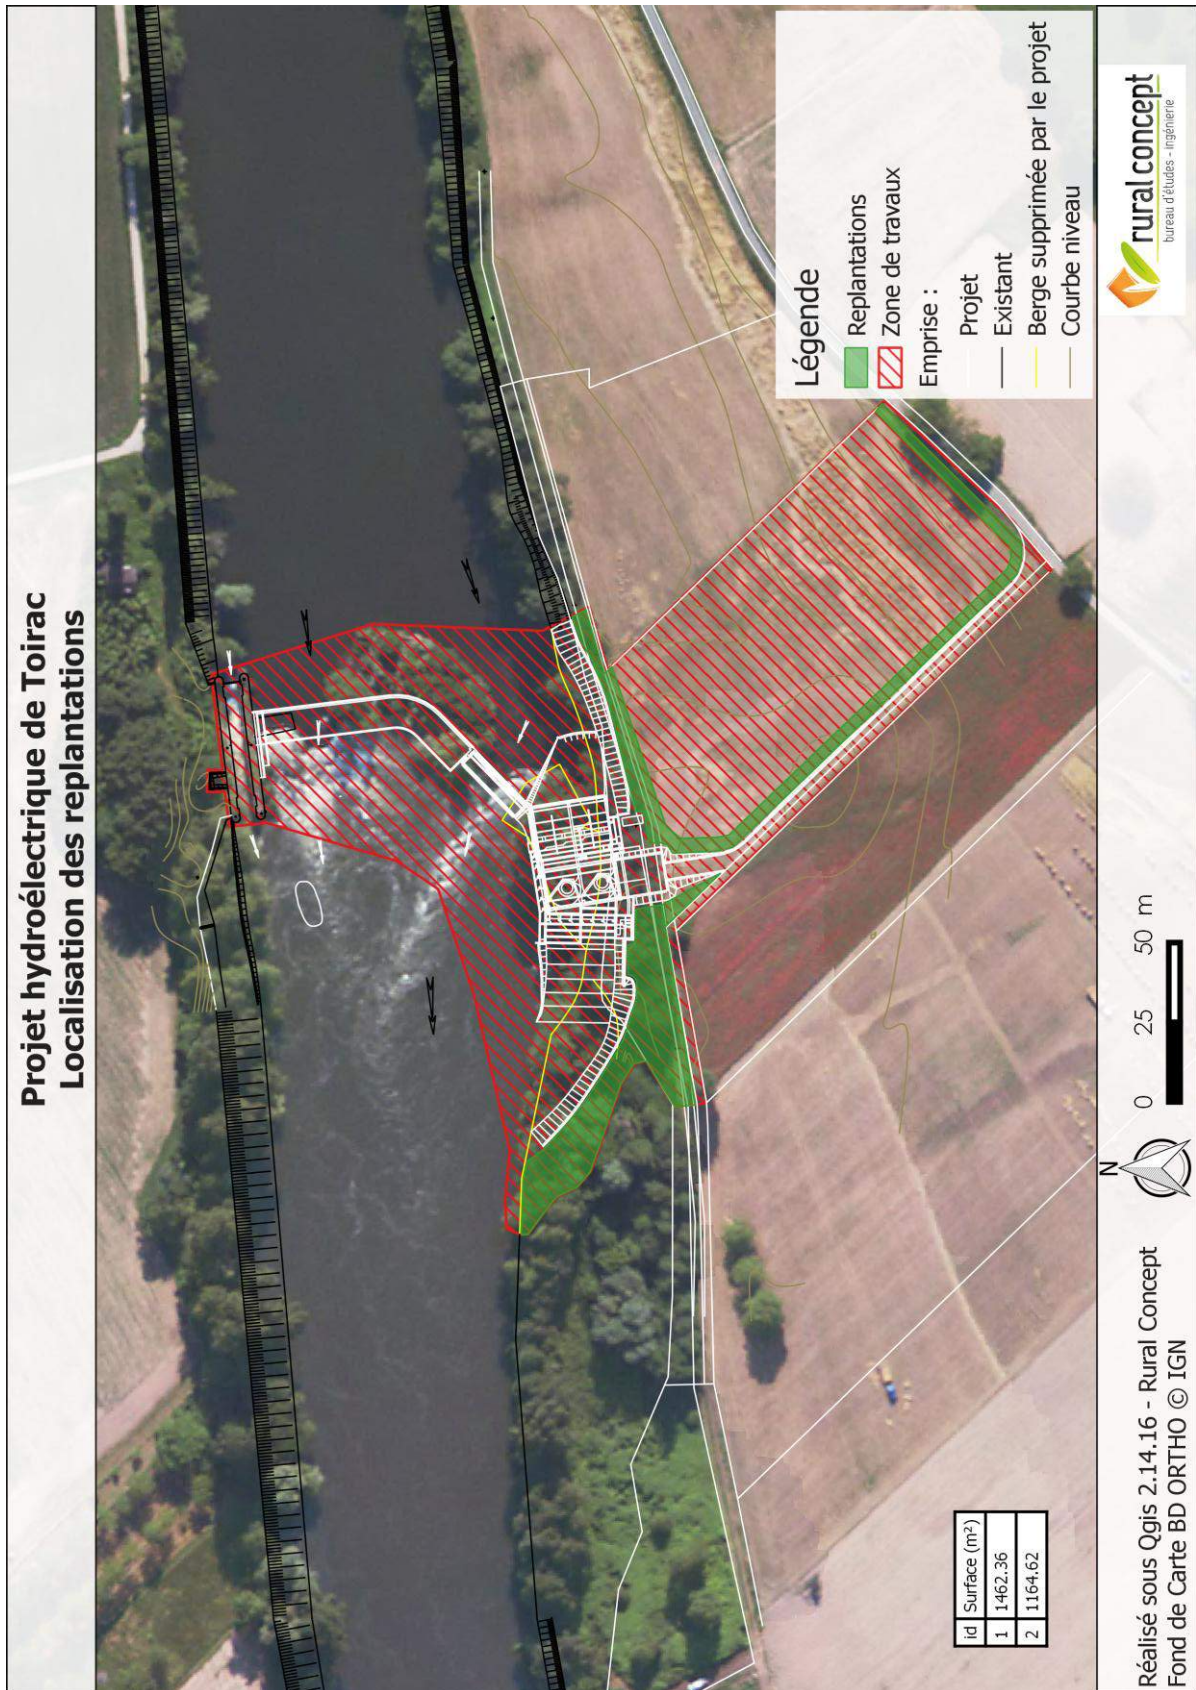 Projet hydroélectrique de Toirac
Localisation des replantations
Légende
Replantations
Zone de travaux
Emprise :
Projet
Existant
Berge supprimée par le projet
Courbe niveau
id Surface (m²)
1 1462.36
2 1164.62
Réalisé sous Qgis 2.14.16 - Rural Concept
Fond de Carte BD ORTHO © IGN
N
0 25 50 m
rural concept
bureau d'études - ingénierie